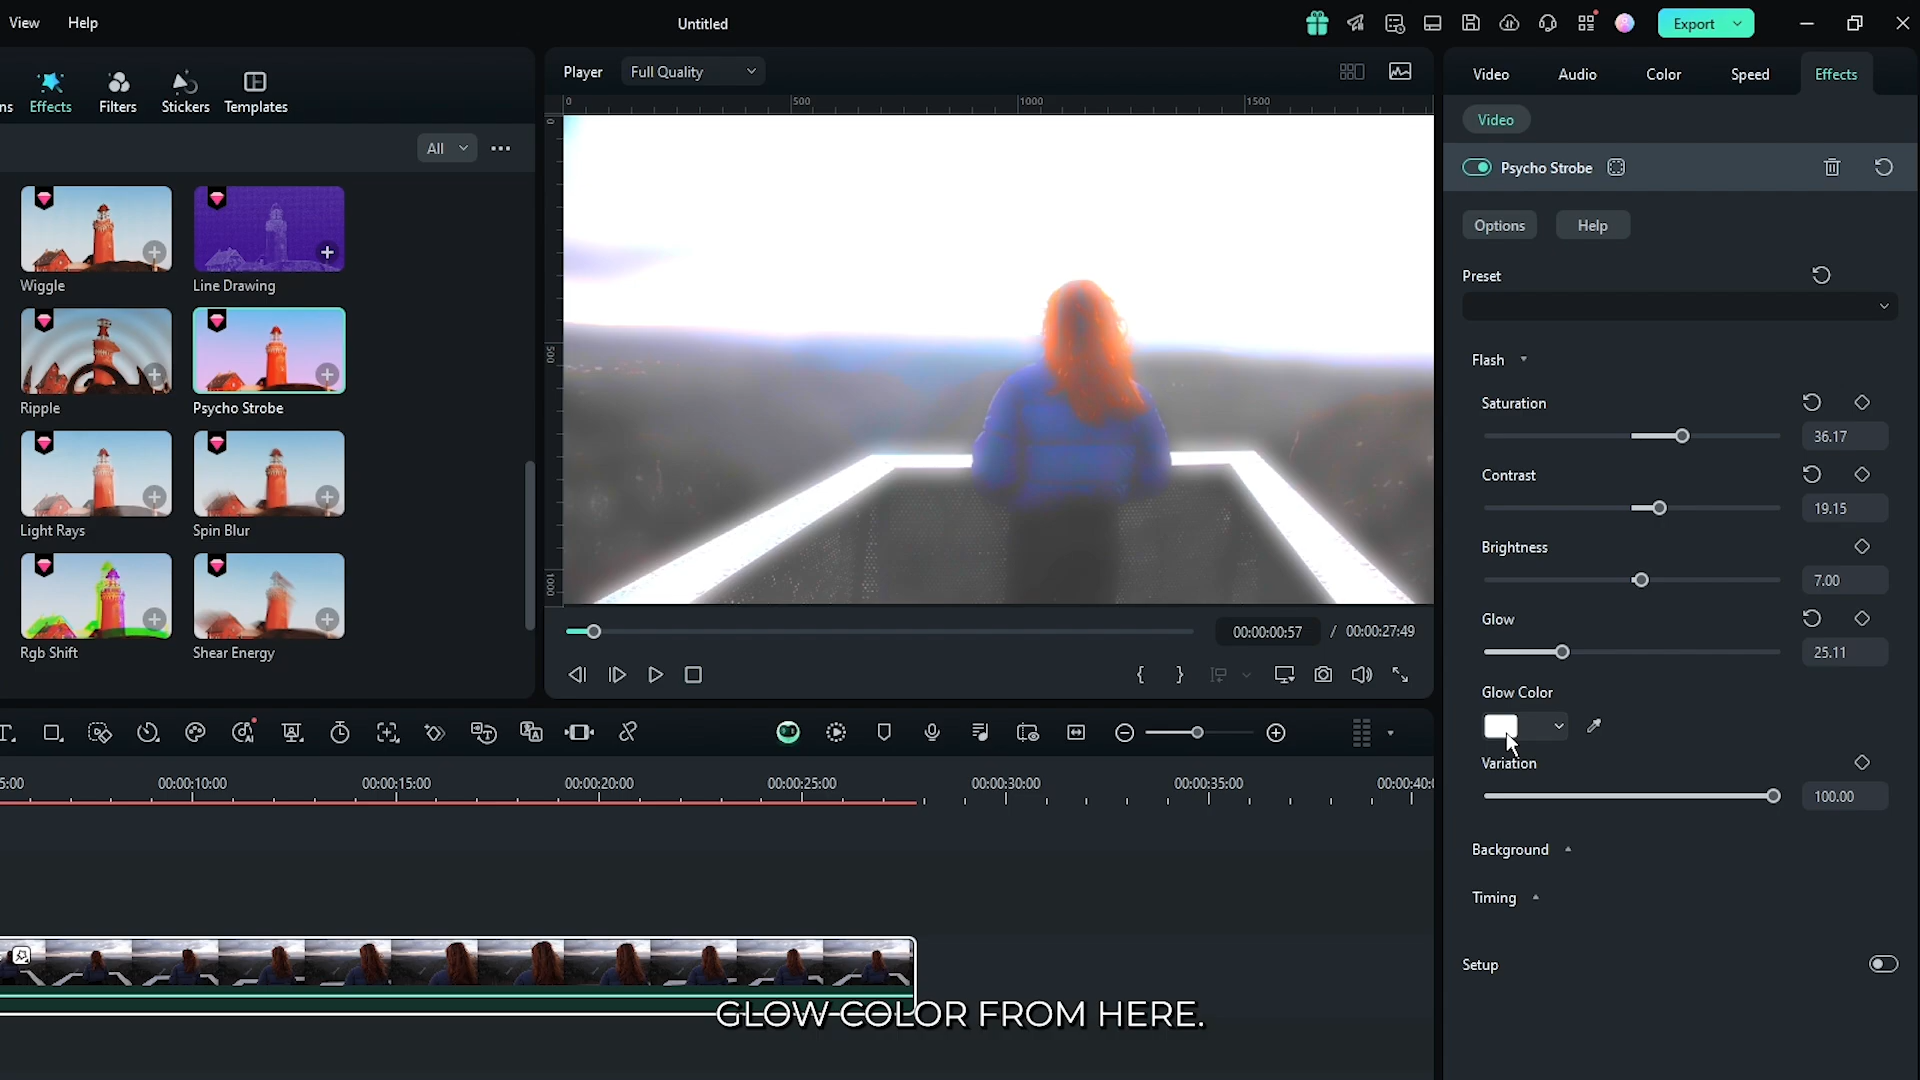 View Help
Untitled
Export
ns Effects Filters Stickers Templates
All
Wiggle
Line Drawing
Ripple
Psycho Strobe
Light Rays
Spin Blur
Rgb Shift
Shear Energy
Player Full Quality
0 500 1000 1500
0
500
1000
00:00:00:57 / 00:00:27:49
Video Audio Color Speed Effects
Video
Psycho Strobe
Options Help
Preset
Flash
Saturation
36.17
Contrast
19.15
Brightness
7.00
Glow
25.11
Glow Color
Variation
100.00
Background
Timing
Setup
5:00 00:00:10:00 00:00:15:00 00:00:20:00 00:00:25:00 00:00:30:00 00:00:35:00 00:00:40:
GLOW COLOR FROM HERE.